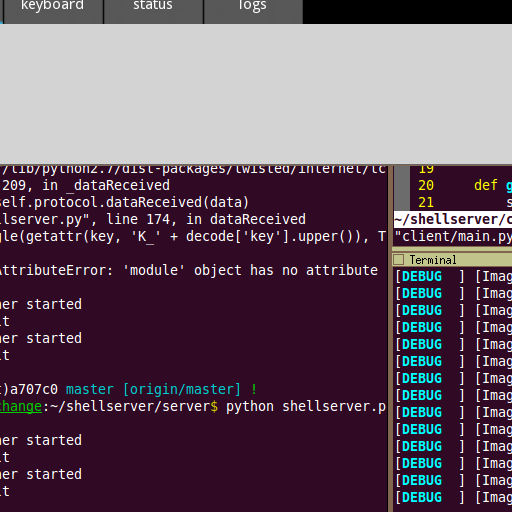 keyboard status logs
/lib/python2.7/dist-packages/twisted/internet/tc
209, in _dataReceived
self.protocol.dataReceived(data)
llserver.py", line 174, in dataReceived
gle(getattr(key, 'K_' + decode['key'].upper()), T
AttributeError: 'module' object has no attribute
ner started
it
ner started
it
)a707c0 master [origin/master] !
change:~/shellserver/server$ python shellserver.p
ner started
it
ner started
it
19
20 def g
21 s
~/shellserver/c
"client/main.py
Terminal
[DEBUG ] [Imag
[DEBUG ] [Imag
[DEBUG ] [Imag
[DEBUG ] [Imag
[DEBUG ] [Imag
[DEBUG ] [Imag
[DEBUG ] [Imag
[DEBUG ] [Imag
[DEBUG ] [Imag
[DEBUG ] [Imag
[DEBUG ] [Imag
[DEBUG ] [Imag
[DEBUG ] [Imag
[DEBUG ] [Imag